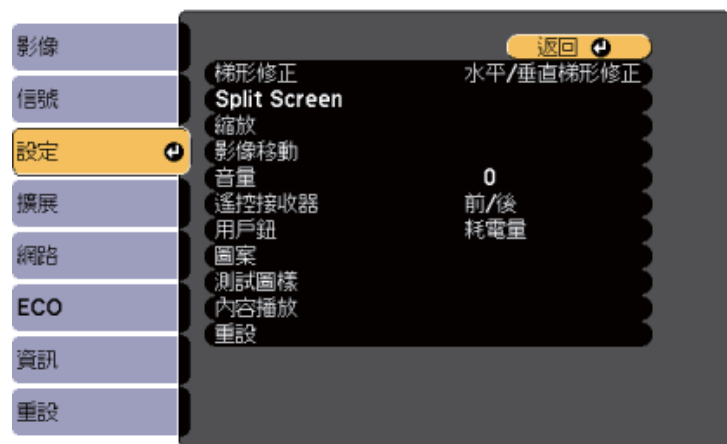 影像
信號
設定
擴展
網路
ECO
資訊
重設
返回
梯形修正 水平/垂直梯形修正
Split Screen
縮放
影像移動
音量 0
遙控接收器 前/後
用戶鈕 耗電量
圖案
測試圖樣
內容播放
重設